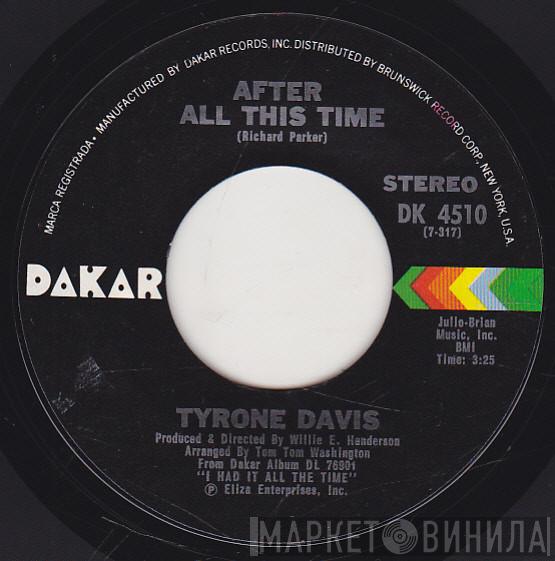 MARCA REGISTRADA • MANUFACTURED BY DAKAR RECORDS, INC. DISTRIBUTED BY BRUNSWICK RECORD CORP., NEW YORK, U.S.A.
AFTER
ALL THIS TIME
(Richard Parker)
STEREO
DK 4510
(7-317)
DAKAR
Julio-Brian
Music, Inc.
BMI
Time: 3:25
TYRONE DAVIS
Produced & Directed By Willie E. Henderson
Arranged By Tom Tom Washington
From Dakar Album DL 76901
"I HAD IT ALL THE TIME"
Ⓟ Eliza Enterprises, Inc.
МАРКЕТ ВИНИЛА